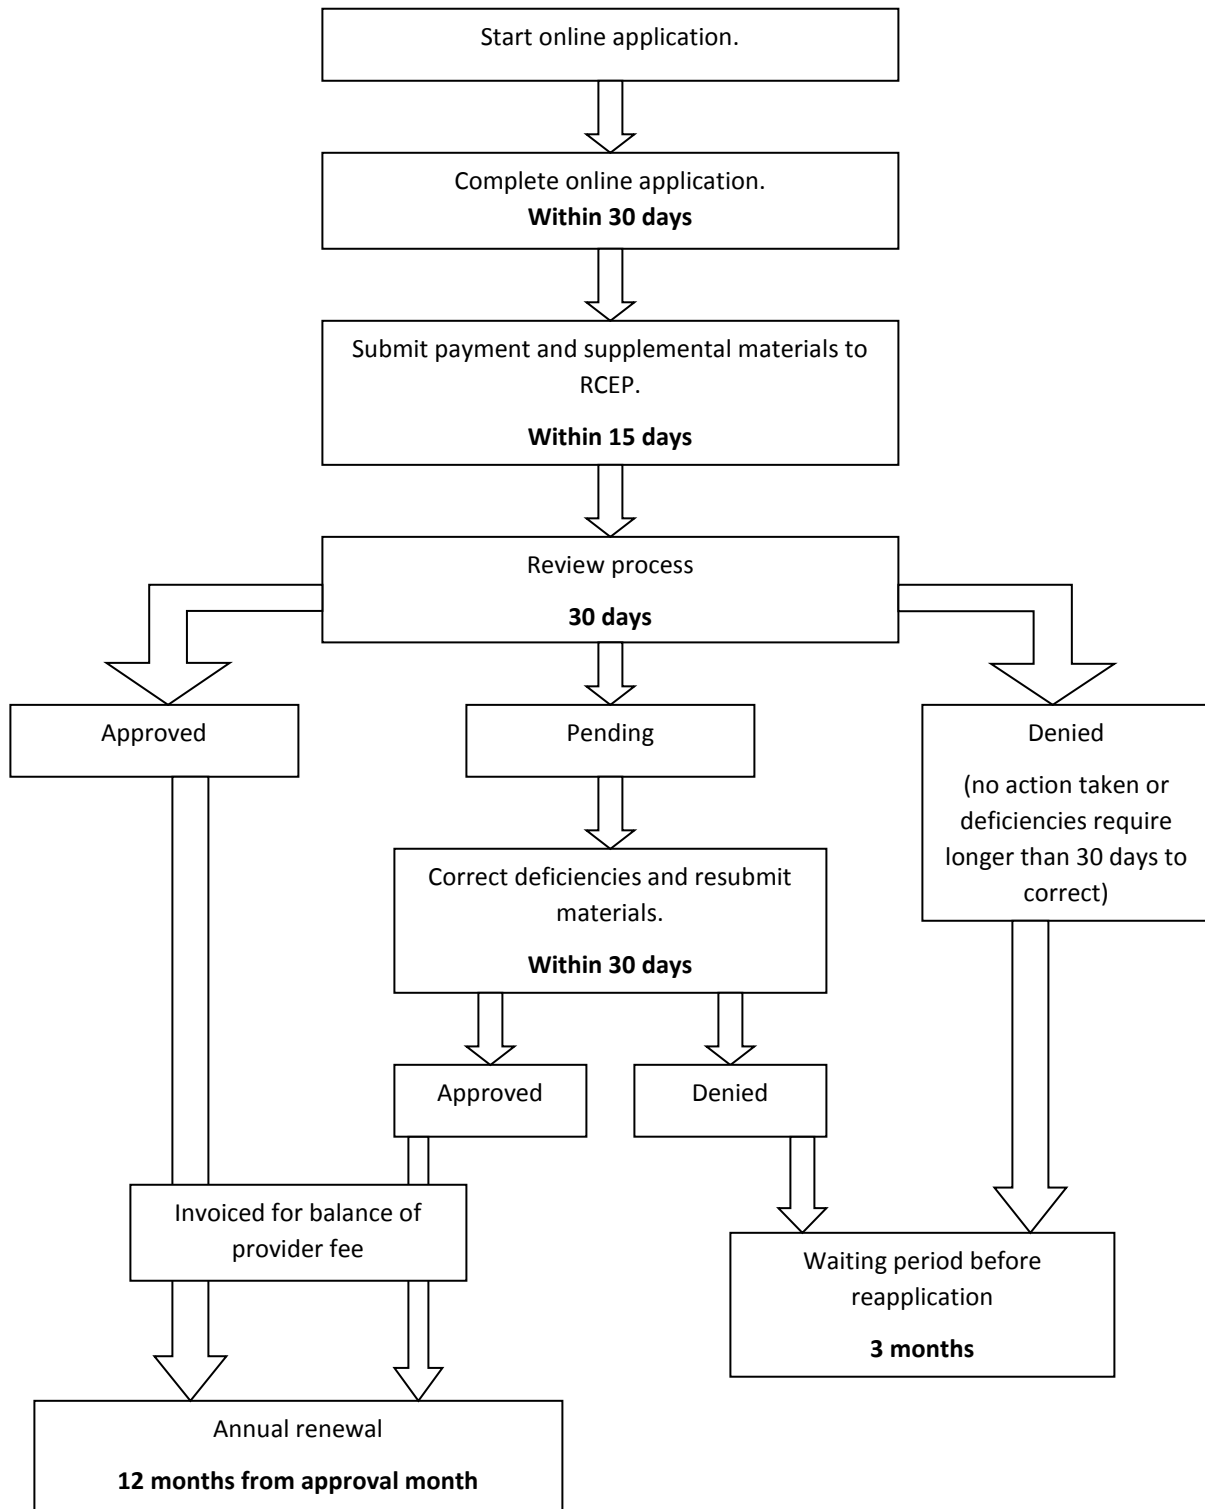 Start online application.
Complete online application.
Within 30 days
Submit payment and supplemental materials to
RCEP.
Within 15 days
Review process
30 days
Approved
Pending
Denied
(no action taken or
deficiencies require
longer than 30 days to
correct)
Correct deficiencies and resubmit
materials.
Within 30 days
Approved
Denied
Invoiced for balance of
provider fee
Waiting period before
reapplication
3 months
Annual renewal
12 months from approval month